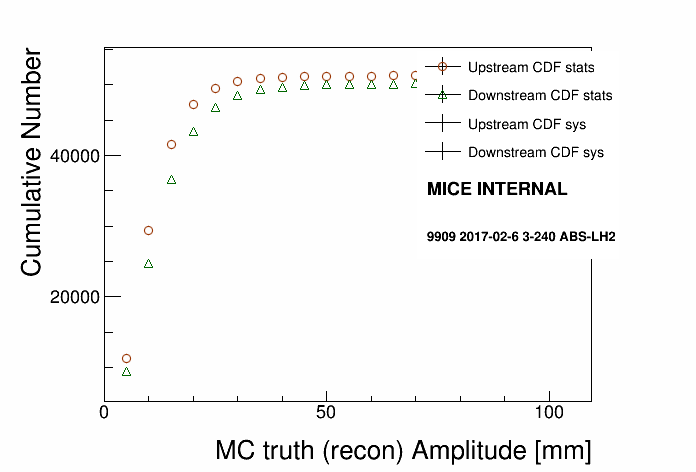 Cumulative Number
40000
20000
0
50
100
MC truth (recon) Amplitude [mm]
Upstream CDF stats
Downstream CDF stats
Upstream CDF sys
Downstream CDF sys
MICE INTERNAL
9909 2017-02-6 3-240 ABS-LH2